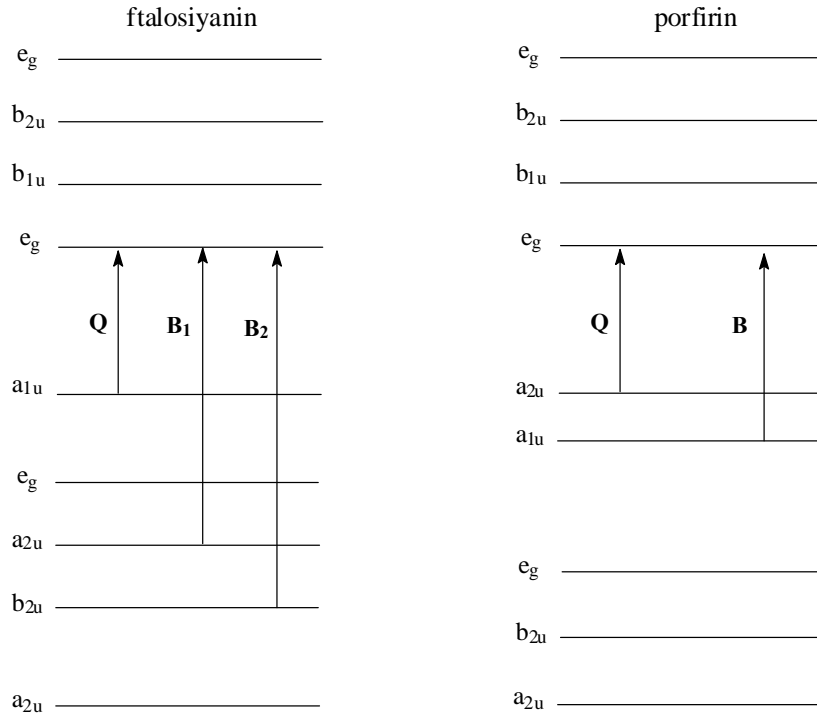 ftalosiyanin
e_g
b_2u
b_1u
e_g
Q
B_1
B_2
a_1u
e_g
a_2u
b_2u
a_2u
porfirin
e_g
b_2u
b_1u
e_g
Q
B
a_2u
a_1u
e_g
b_2u
a_2u